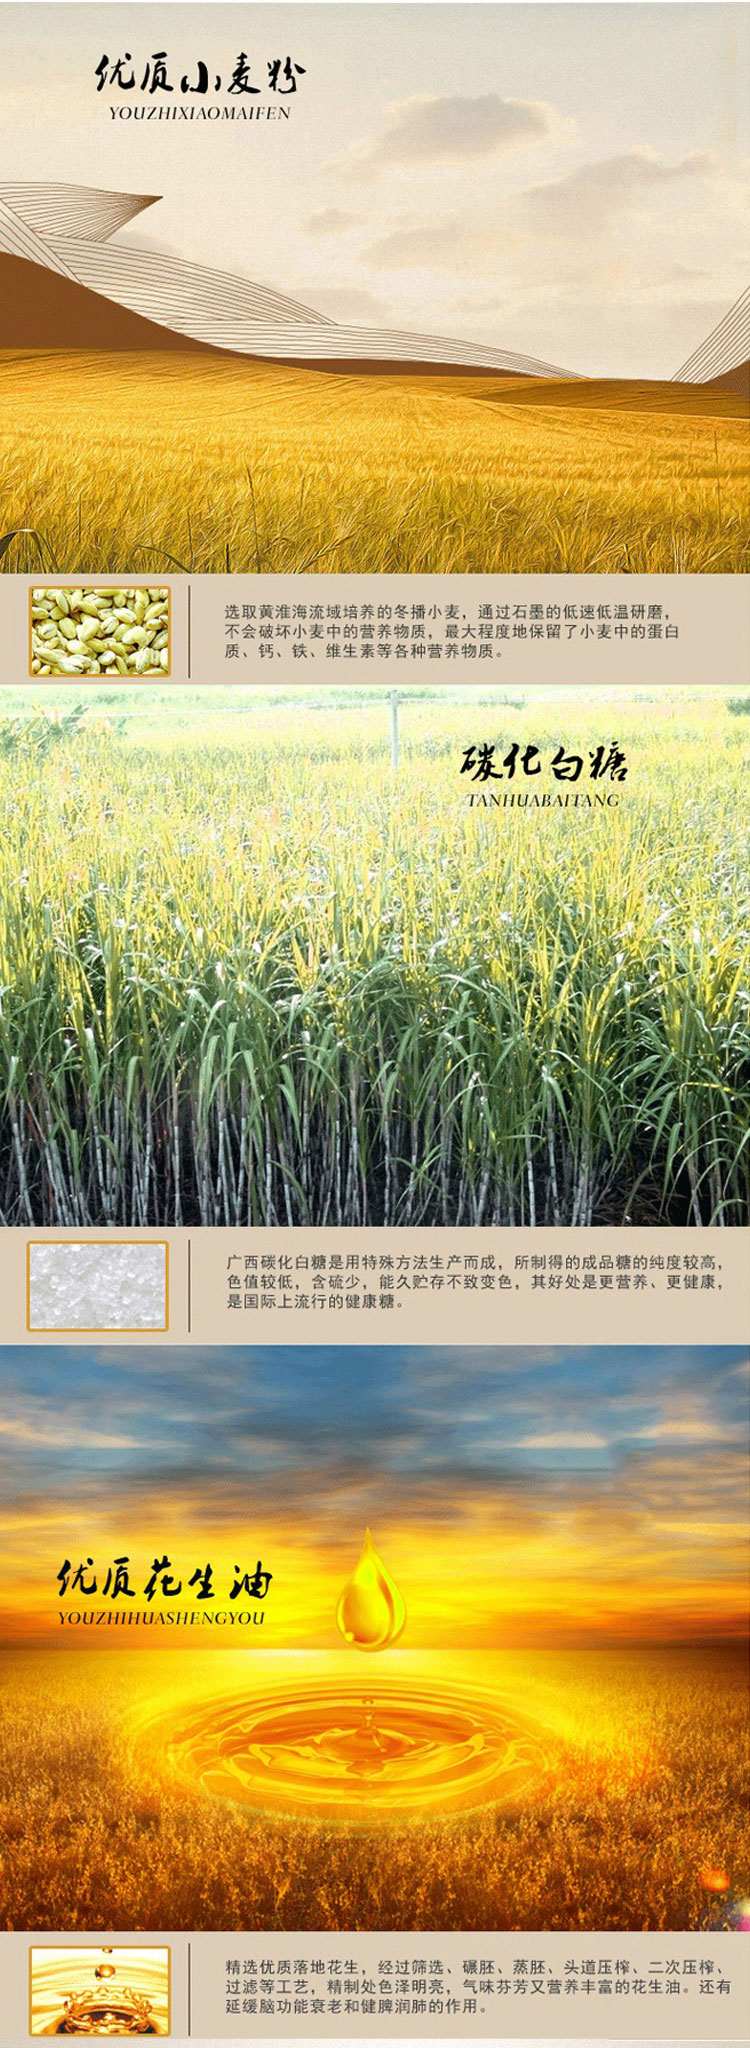 优质小麦粉
YOUZHIXIAOMAIFEN
选取黄淮海流域培养的冬播小麦，通过石墨的低速低温研磨，
不会破坏小麦中的营养物质，最大程度地保留了小麦中的蛋白
质、钙、铁、维生素等各种营养物质。
碳化白糖
TANHUABAITANG
广西碳化白糖是用特殊方法生产而成，所制得的成品糖的纯度较高，
色值较低，含硫少，能久贮存不致变色，其好处是更营养、更健康，
是国际上流行的健康糖。
优质花生油
YOUZHIHUASHENGYOU
精选优质落地花生，经过筛选、碾胚、蒸胚、头道压榨、二次压榨、
过滤等工艺，精制处色泽明亮，气味芬芳又营养丰富的花生油。还有
延缓脑功能衰老和健脾润肺的作用。